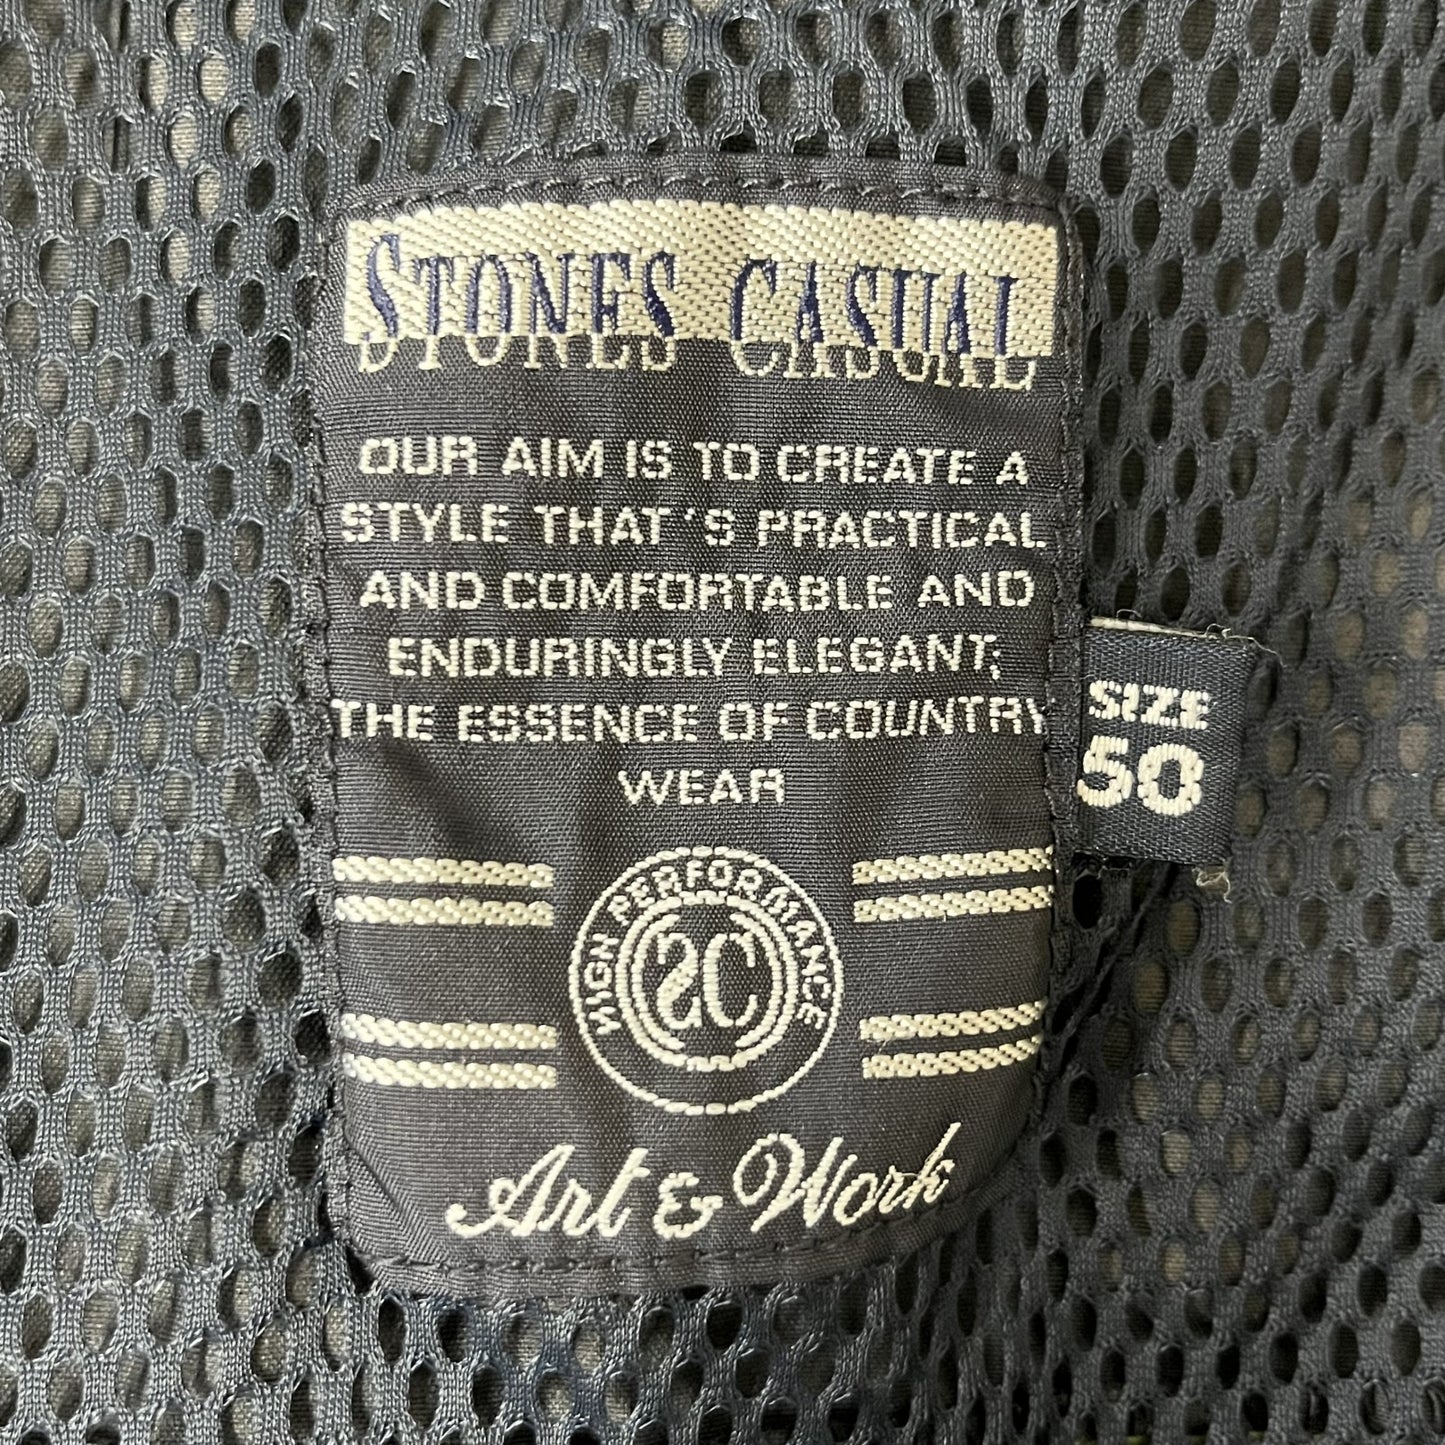 STONES CASUAL
OUR AIM IS TO CREATE A
STYLE THAT 'S PRACTICAL
AND COMFORTABLE AND
ENDURINGLY ELEGANT;
THE ESSENCE OF COUNTRY
WEAR
SIZE
50
HIGH PERFORMANCE
SC
Art & Work